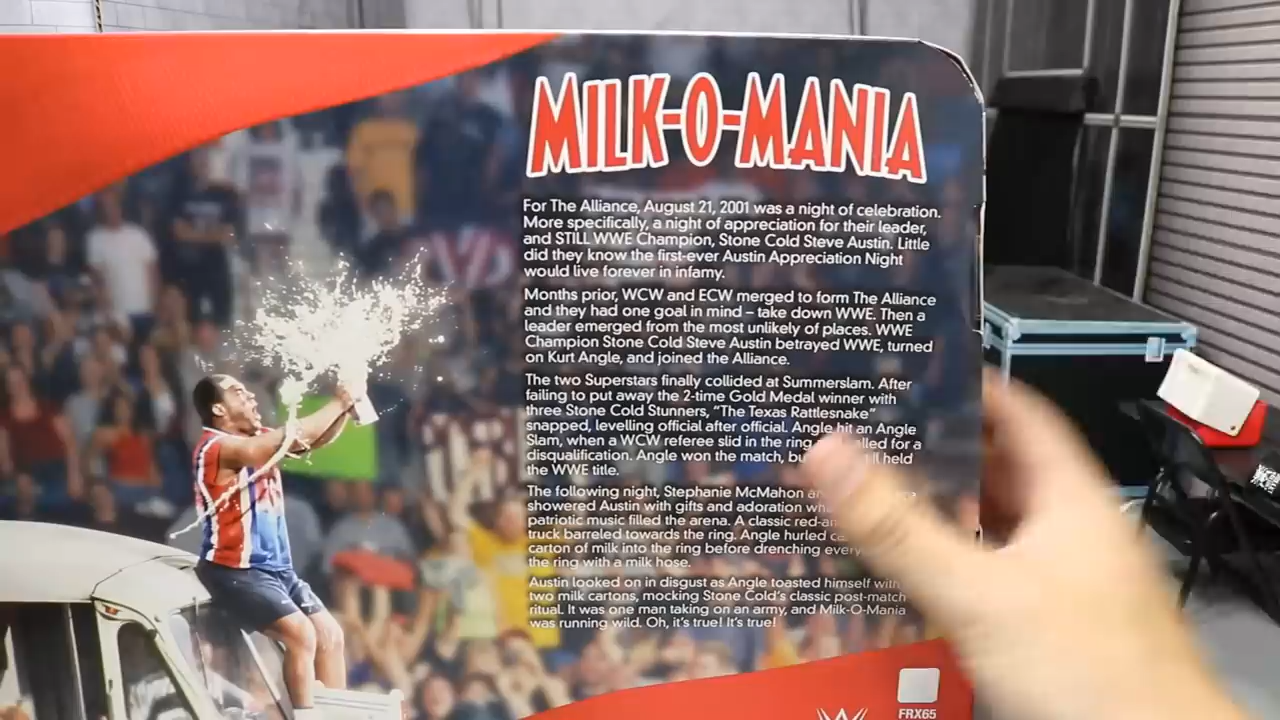 MILK-O-MANIA
For The Alliance, August 21, 2001 was a night of celebration.
More specifically, a night of appreciation for their leader,
and STILL WWE Champion, Stone Cold Steve Austin. Little
did they know the first-ever Austin Appreciation Night
would live forever in infamy.
Months prior, WCW and ECW merged to form The Alliance
and they had one goal in mind – take down WWE. Then a
leader emerged from the most unlikely of places. WWE
Champion Stone Cold Steve Austin betrayed WWE, turned
on Kurt Angle, and joined the Alliance.
The two Superstars finally collided at Summerslam. After
failing to put away the 2-time Gold Medal winner with
three Stone Cold Stunners, "The Texas Rattlesnake"
snapped, levelling official after official. Angle hit an Angle
Slam, when a WCW referee slid in the ring for a
disqualification. Angle won the match, held
the WWE title.
The following night, Stephanie McMahon
showered Austin with gifts and adoration
patriotic music filled the arena. A classic
truck barreled towards the ring. Angle hurled
carton of milk into the ring before drenching
the ring with a milk hose.
Austin looked on in disgust as Angle toasted himself with
two milk cartons, mocking Stone Cold's classic post-match
ritual. It was one man taking on an army, and Milk-O-Mania
was running wild. Oh, it's true! It's true!
FRX65